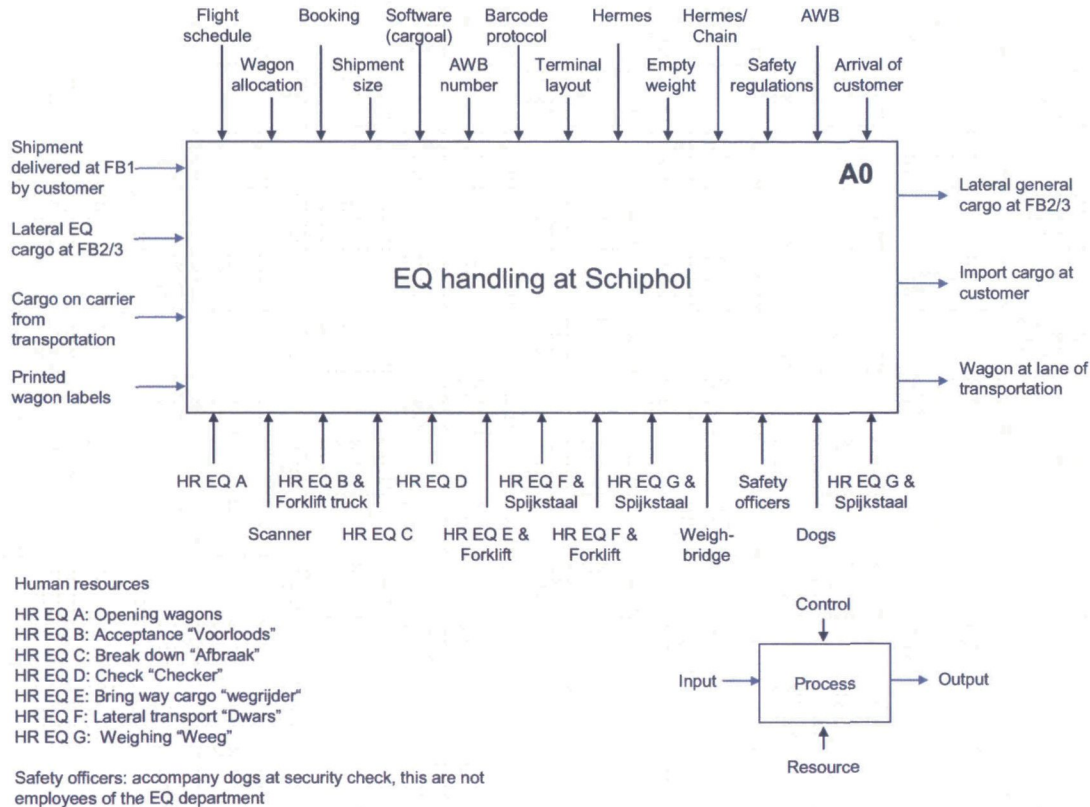 Flight
schedule
Booking
Software
(cargoal)
Barcode
protocol
Hermes
Hermes/
Chain
AWB
Wagon
allocation
Shipment
size
AWB
number
Terminal
layout
Empty
weight
Safety
regulations
Arrival of
customer
Shipment
delivered at FB1
by customer
Lateral EQ
cargo at FB2/3
Cargo on carrier
from
transportation
Printed
wagon labels
A0
EQ handling at Schiphol
Lateral general
cargo at FB2/3
Import cargo at
customer
Wagon at lane of
transportation
HR EQ A
HR EQ B &
Forklift truck
HR EQ D
HR EQ F &
Spijkstaal
HR EQ G &
Spijkstaal
Safety
officers
HR EQ G &
Spijkstaal
Scanner
HR EQ C
HR EQ E &
Forklift
HR EQ F &
Forklift
Weigh-
bridge
Dogs
Human resources
HR EQ A: Opening wagons
HR EQ B: Acceptance “Voorloods”
HR EQ C: Break down “Afbraak”
HR EQ D: Check “Checker”
HR EQ E: Bring way cargo “wegrijder“
HR EQ F: Lateral transport “Dwars”
HR EQ G: Weighing “Weeg”
Safety officers: accompany dogs at security check, this are not
employees of the EQ department
Control
Input
Process
Output
Resource